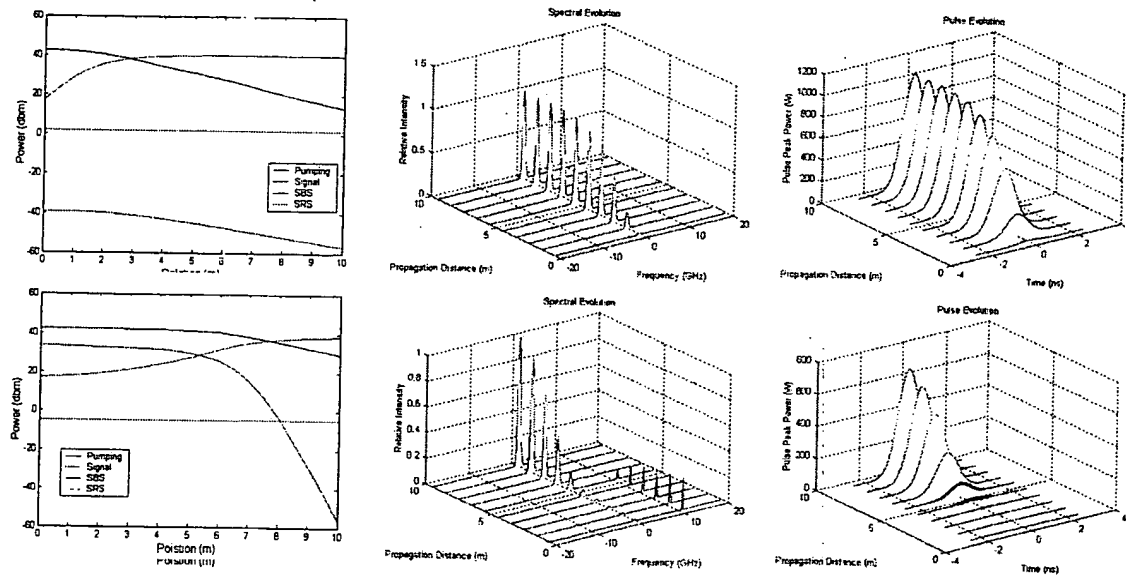 Spectral Evolution
Pulse Evolution
60
40
20
0
-20
-40
-60
Power (dbm)
Pumping
Signal
SBS
SRS
0 1 2 3 4 5 6 7 8 9 10
1.5
1
0.5
0
Relative Intensity
10
5
0
-20
-10
0
10
20
Propagation Distance (m)
Frequency (GHz)
1200
1000
800
600
400
200
0
Pulse Peak Power (W)
10
5
0
-4
-2
0
2
4
Propagation Distance (m)
Time (ns)
60
40
20
0
-20
-40
-60
Power (dbm)
Pumping
Signal
SBS
SRS
0 1 2 3 4 5 6 7 8 9 10
Poistion (m)
Spectral Evolution
1
0.8
0.6
0.4
0.2
0
Relative Intensity
10
5
0
-20
-10
0
10
20
Propagation Distance (m)
Frequency (GHz)
Pulse Evolution
Pulse Peak Power (W)
10
5
0
-4
-2
0
2
4
Propagation Distance (m)
Time (ns)